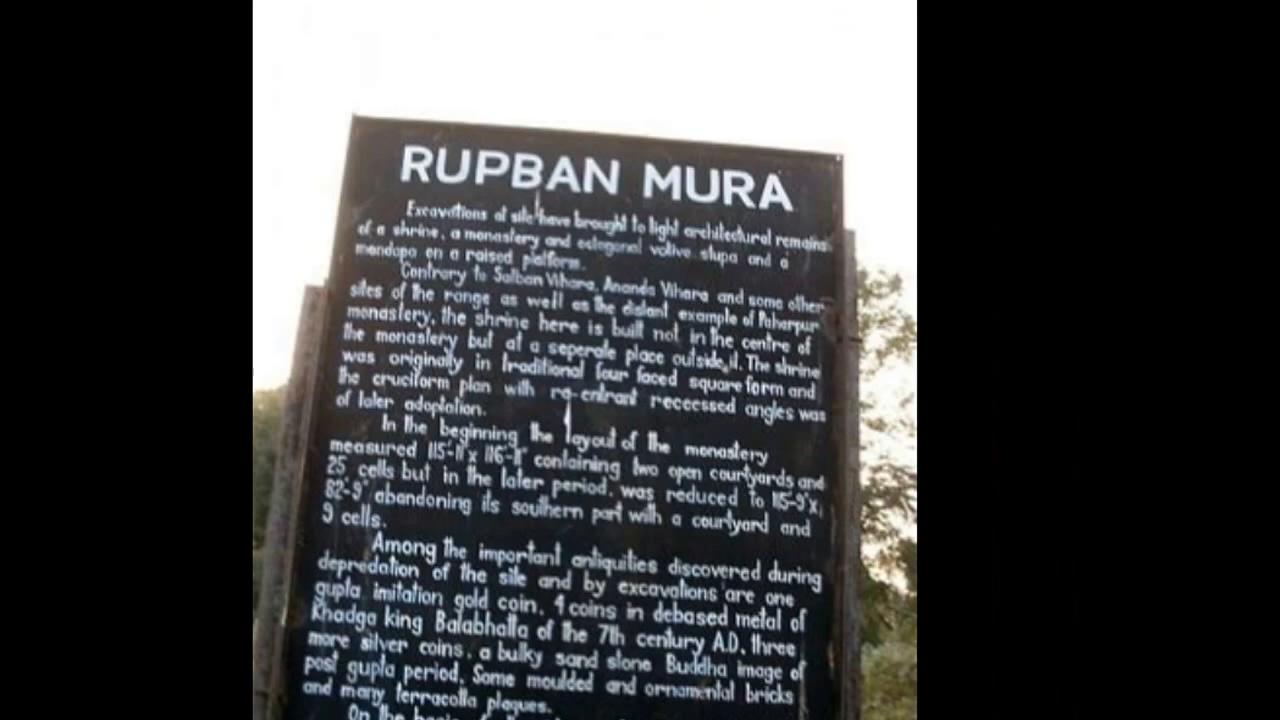 RUPBAN MURA
Excavations at site have brought to light architectural remains
of a shrine, a monastery and octogonal votive stupa and a
mandapa on a raised platform.
Contrary to Salban Vihara, Ananda Vihara and some other
sites of the range as well as the distant example of Paharpur
monastery, the shrine here is built not in the centre of
the monastery but at a seperate place outside it. The shrine
was originally in traditional four faced square form and
the cruciform plan with re-entrant reccessed angles was
of later adoptation.
In the beginning the layout of the monastery
measured 115'-11" x 116'-11" containing two open courtyards and
25 cells but in the later period, was reduced to 115'-9" x
82'-9" abandoning its southern part with a courtyard and
9 cells.
Among the important antiquities discovered during
depredation of the site and by excavations are one
gupta imitation gold coin, 4 coins in debased metal of
Khadga king Balabhatta of the 7th century A.D, three
more silver coins, a bulky sand stone Buddha image of
post gupta period. Some moulded and ornamental bricks
and many terracotta plaques.
On the basis of